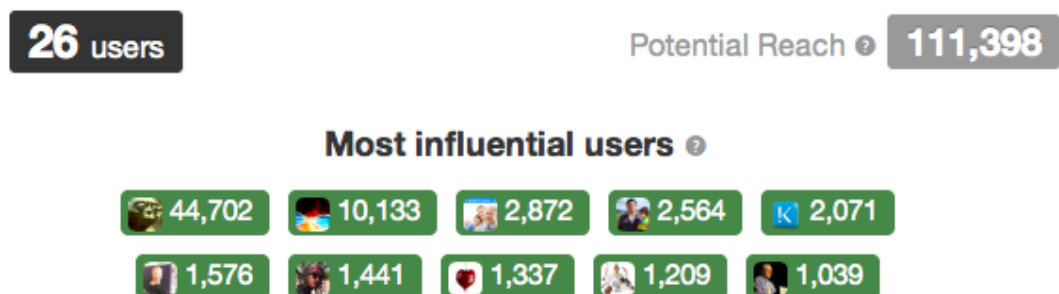 26 users
Potential Reach ? 111,398
Most influential users ?
44,702 10,133 2,872 2,564 K 2,071
1,576 1,441 1,337 1,209 1,039